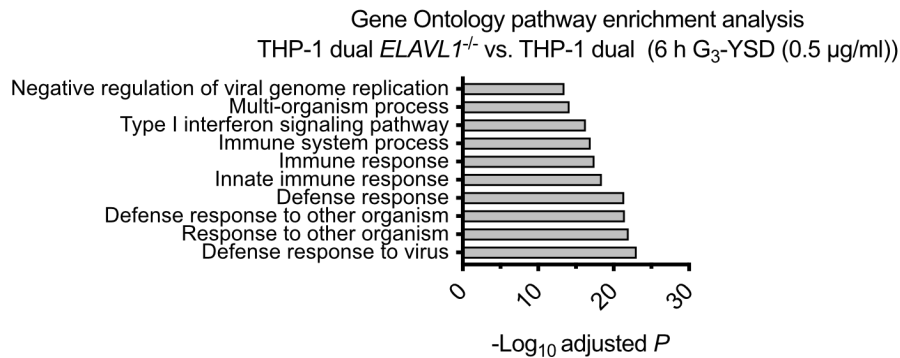 Gene Ontology pathway enrichment analysis
THP-1 dual ELAVL1-/- vs. THP-1 dual (6 h G3-YSD (0.5 µg/ml))
Negative regulation of viral genome replication
Multi-organism process
Type I interferon signaling pathway
Immune system process
Immune response
Innate immune response
Defense response
Defense response to other organism
Response to other organism
Defense response to virus
0 10 20 30
-Log10 adjusted P